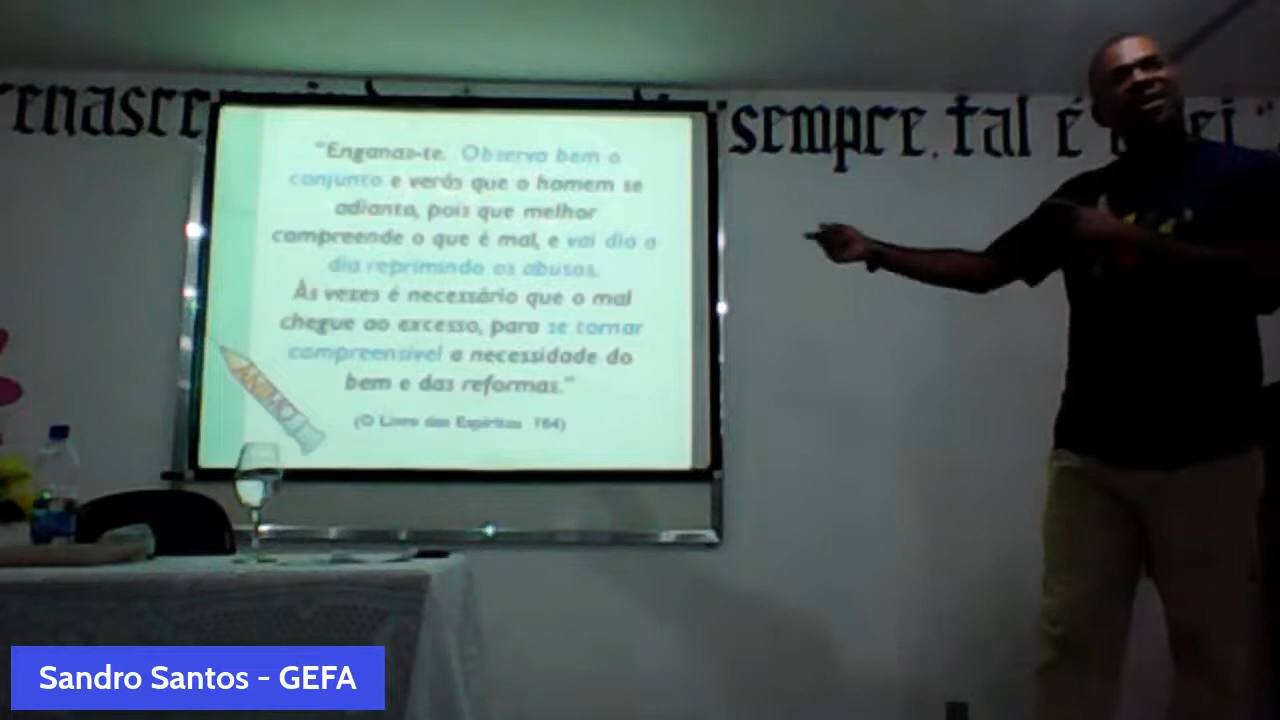 renascer
sempre, tal é
"Enganas-te. Observa bem o
conjunto e verás que o homem se
adianta, pois que melhor
compreende o que é mal, e vai dia a
dia reprimindo os abusos.
Às vezes é necessário que o mal
chegue ao excesso, para se tornar
compreensível a necessidade do
bem e das reformas."
(O Livro dos Espíritos 784)
Sandro Santos - GEFA